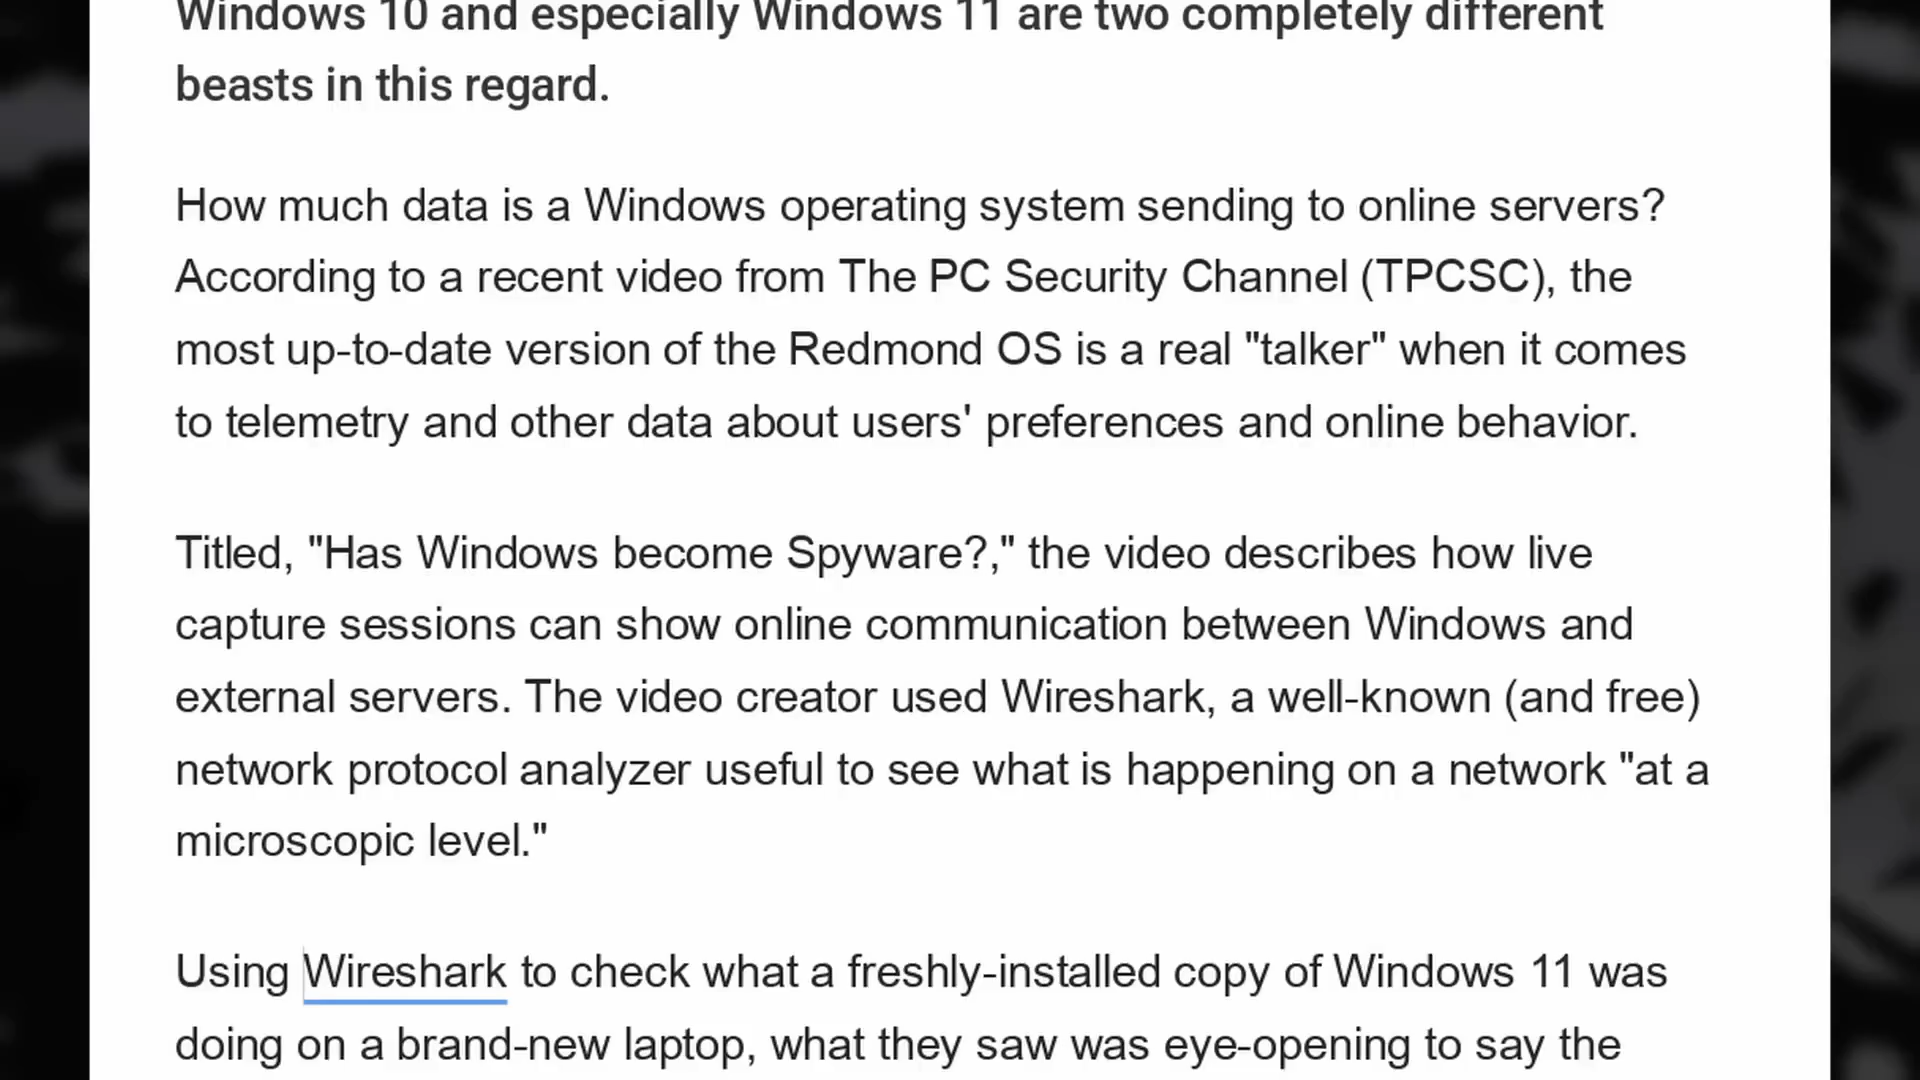 Windows 10 and especially Windows 11 are two completely different
beasts in this regard.
How much data is a Windows operating system sending to online servers?
According to a recent video from The PC Security Channel (TPCSC), the
most up-to-date version of the Redmond OS is a real "talker" when it comes
to telemetry and other data about users' preferences and online behavior.
Titled, "Has Windows become Spyware?," the video describes how live
capture sessions can show online communication between Windows and
external servers. The video creator used Wireshark, a well-known (and free)
network protocol analyzer useful to see what is happening on a network "at a
microscopic level."
Using Wireshark to check what a freshly-installed copy of Windows 11 was
doing on a brand-new laptop, what they saw was eye-opening to say the